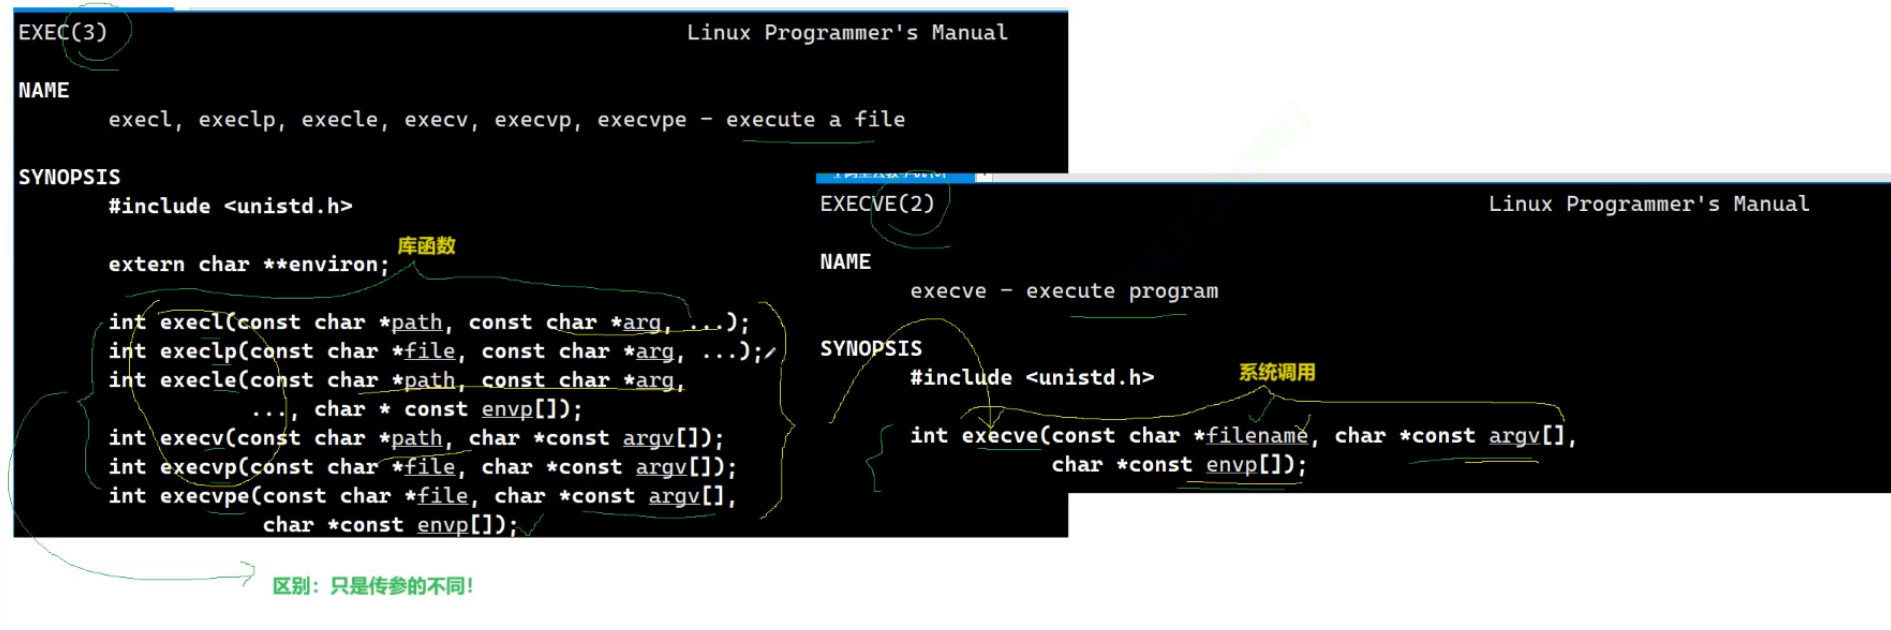 EXEC(3) Linux Programmer's Manual
NAME
execl, execlp, execle, execv, execvp, execvpe - execute a file
SYNOPSIS
#include <unistd.h>
extern char **environ;
库函数
int execl(const char *path, const char *arg, ...);
int execlp(const char *file, const char *arg, ...);
int execle(const char *path, const char *arg,
..., char * const envp[]);
int execv(const char *path, char *const argv[]);
int execvp(const char *file, char *const argv[]);
int execvpe(const char *file, char *const argv[],
char *const envp[]);
区别：只是传参的不同！
EXECVE(2) Linux Programmer's Manual
NAME
execve - execute program
SYNOPSIS
#include <unistd.h>
系统调用
int execve(const char *filename, char *const argv[],
char *const envp[]);